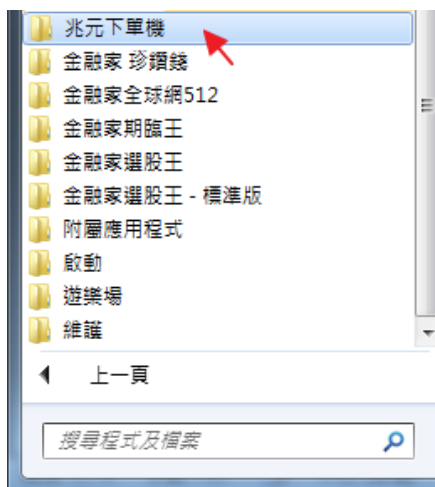 兆元下單機
金融家 珍鑽錢
金融家全球網512
金融家期臨王
金融家選股王
金融家選股王 - 標準版
附屬應用程式
啟動
遊樂場
維護
上一頁
搜尋程式及檔案